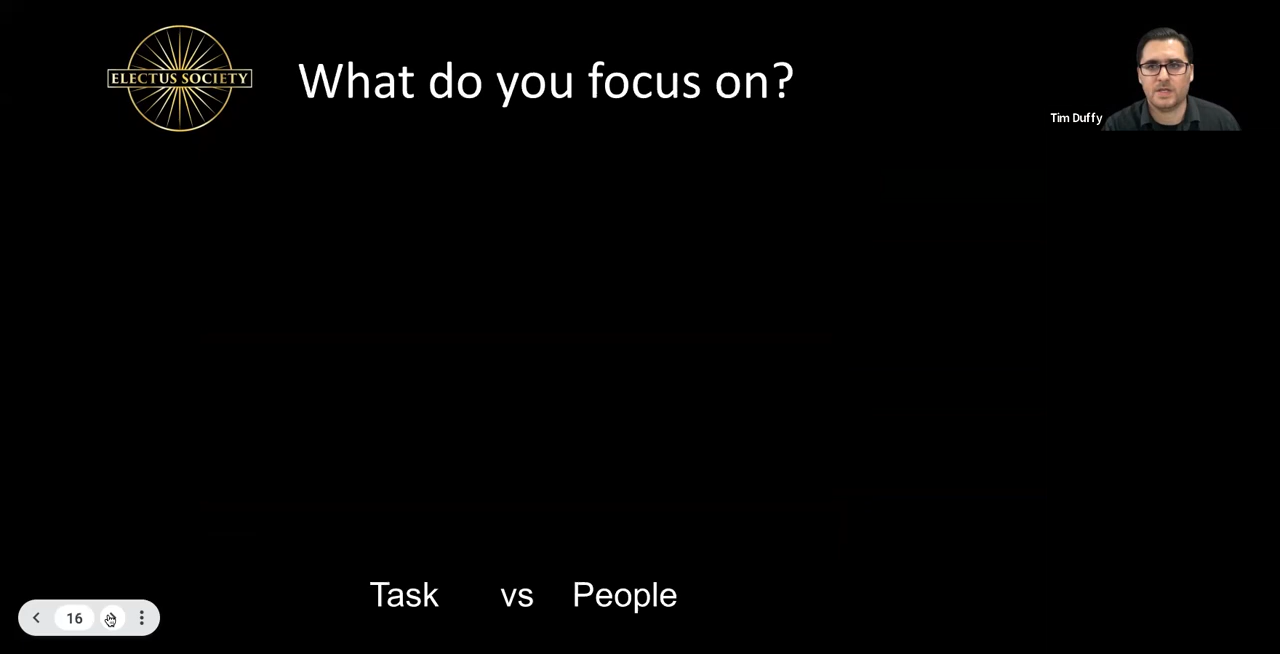 ELECTUS SOCIETY
What do you focus on?
Tim Duffy
Task vs People
16